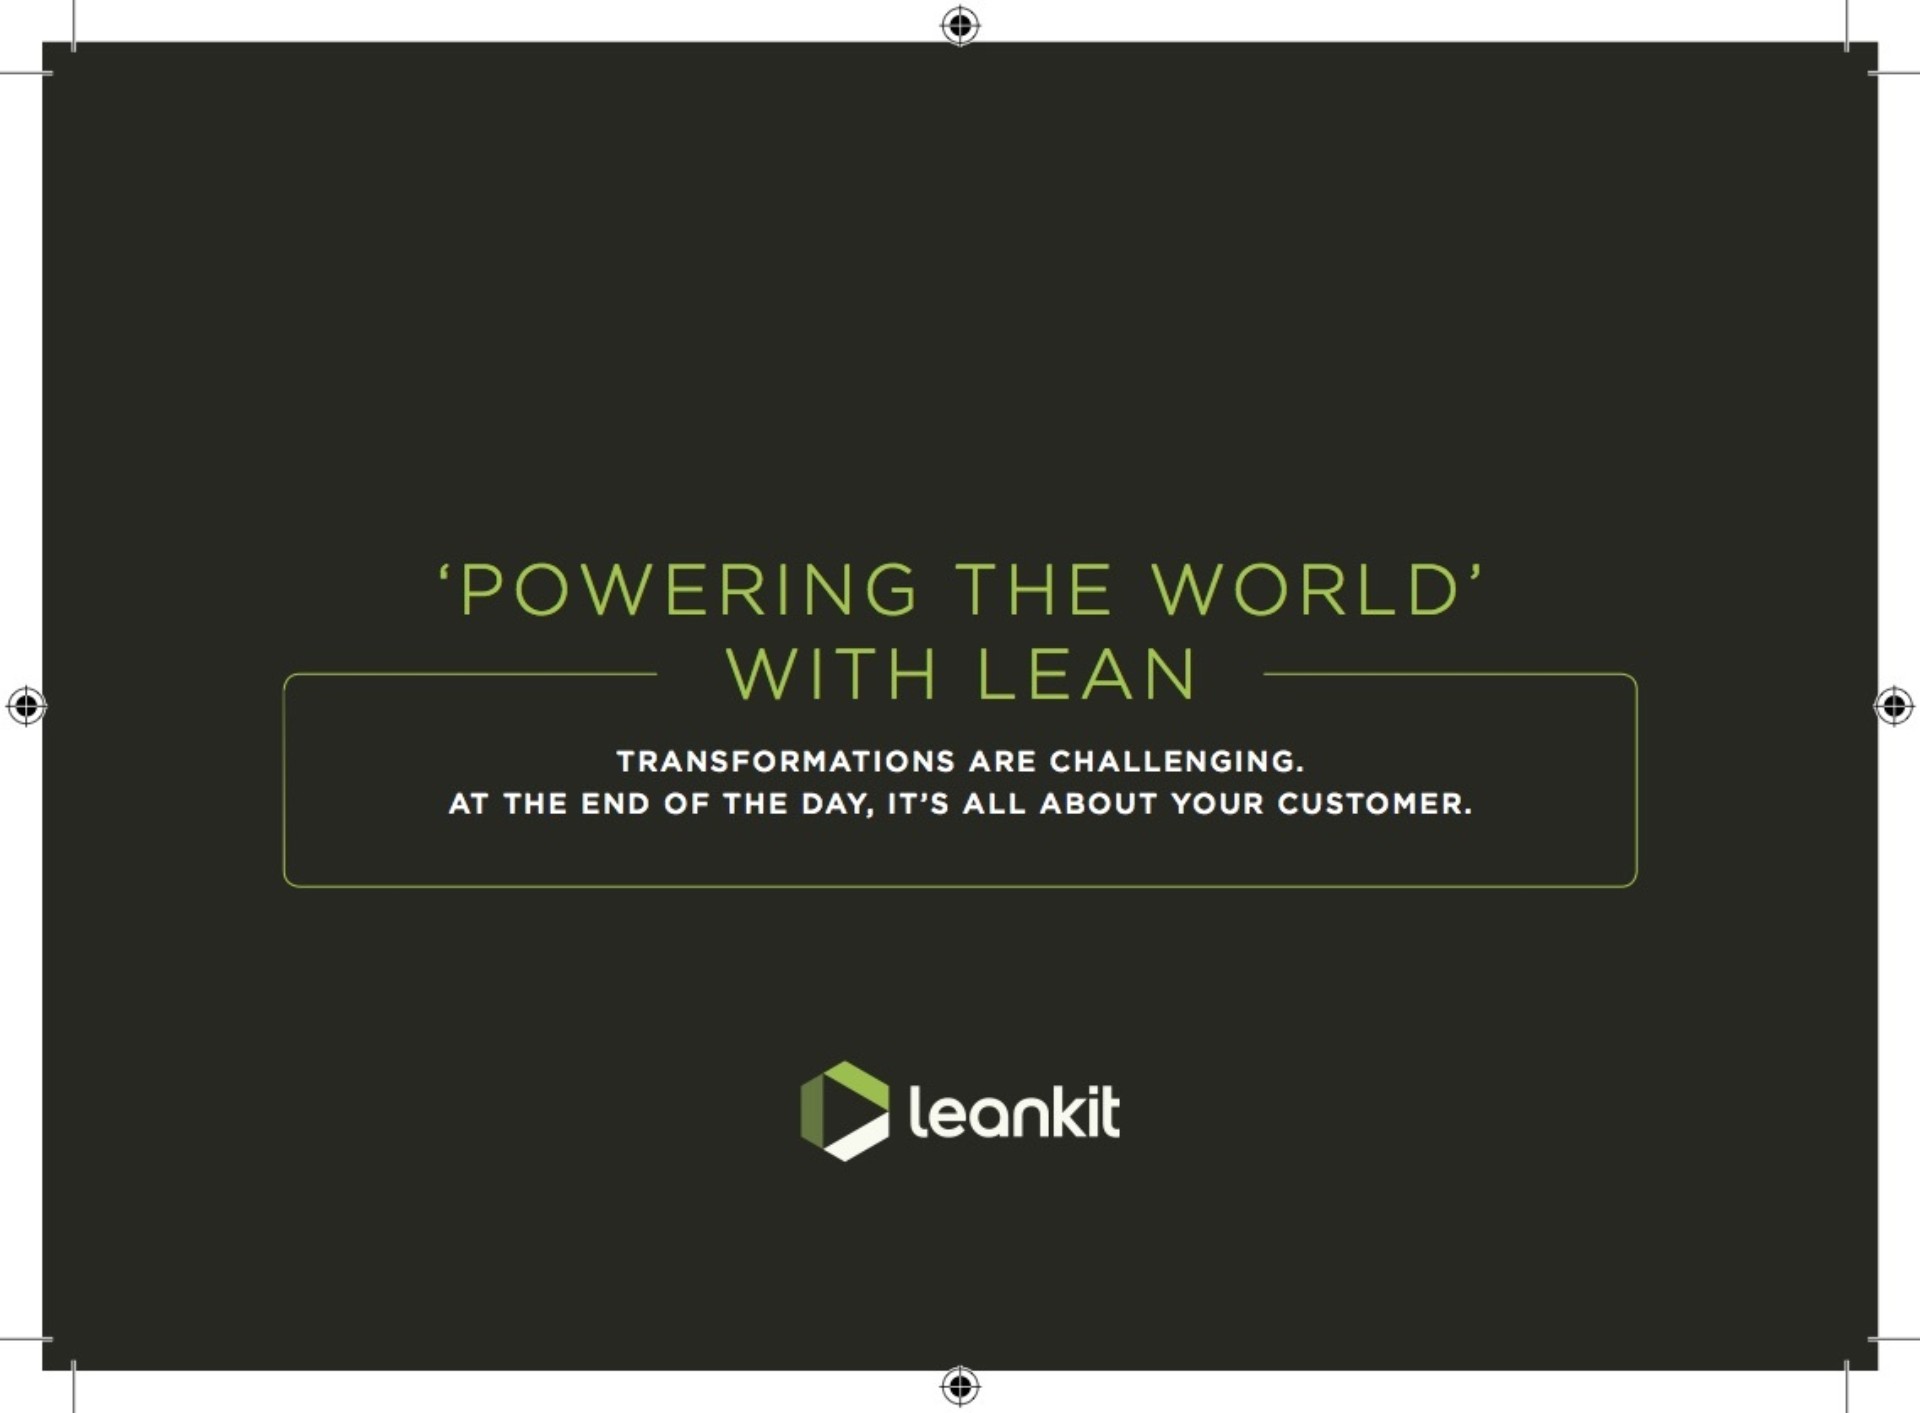 ‘POWERING THE WORLD’
WITH LEAN
TRANSFORMATIONS ARE CHALLENGING.
AT THE END OF THE DAY, IT’S ALL ABOUT YOUR CUSTOMER.
leankit